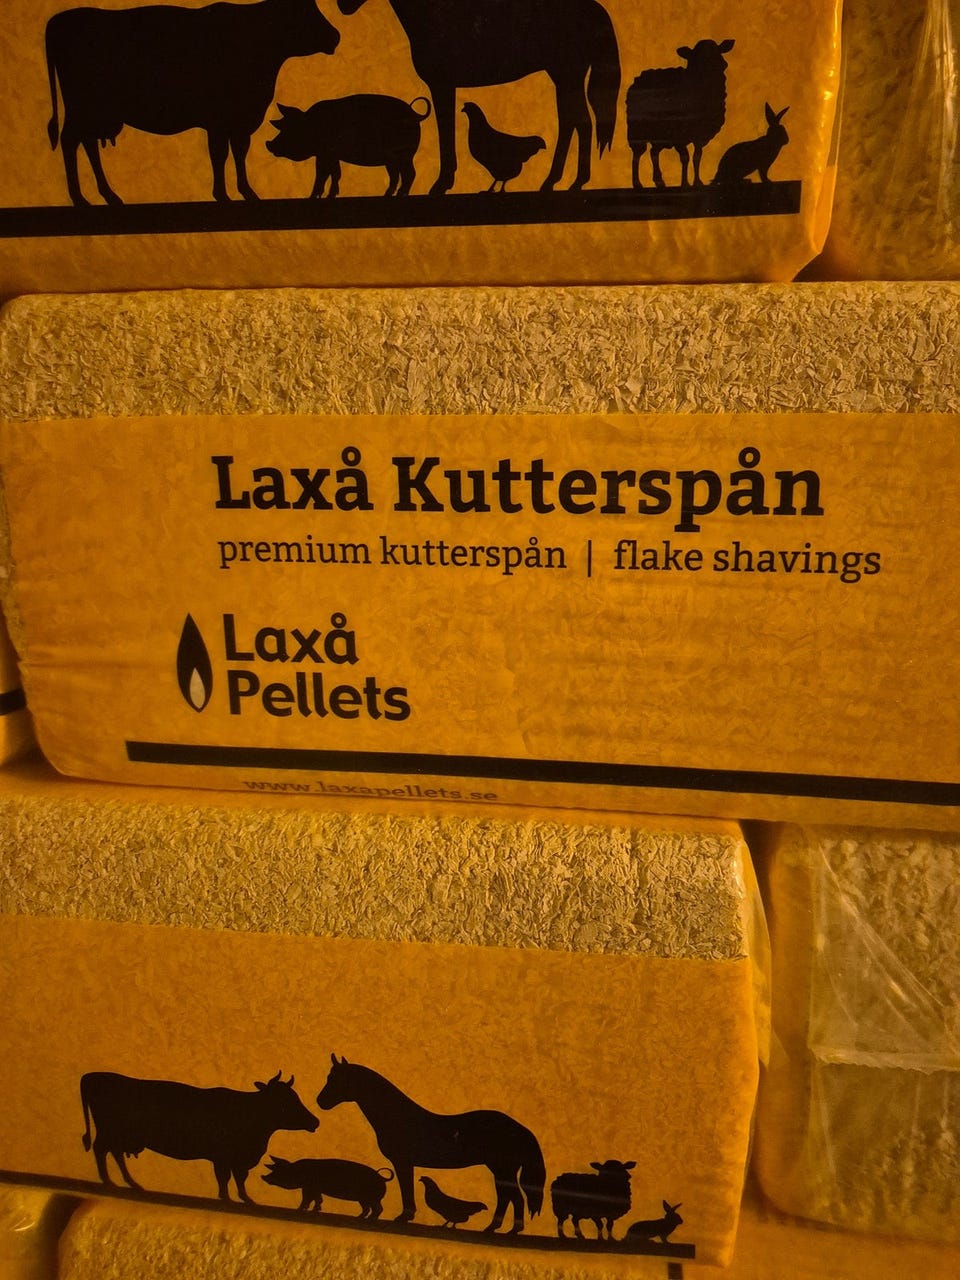 Laxå Kutterspån
premium kutterspån | flake shavings
Laxå
Pellets
www.laxapellets.se